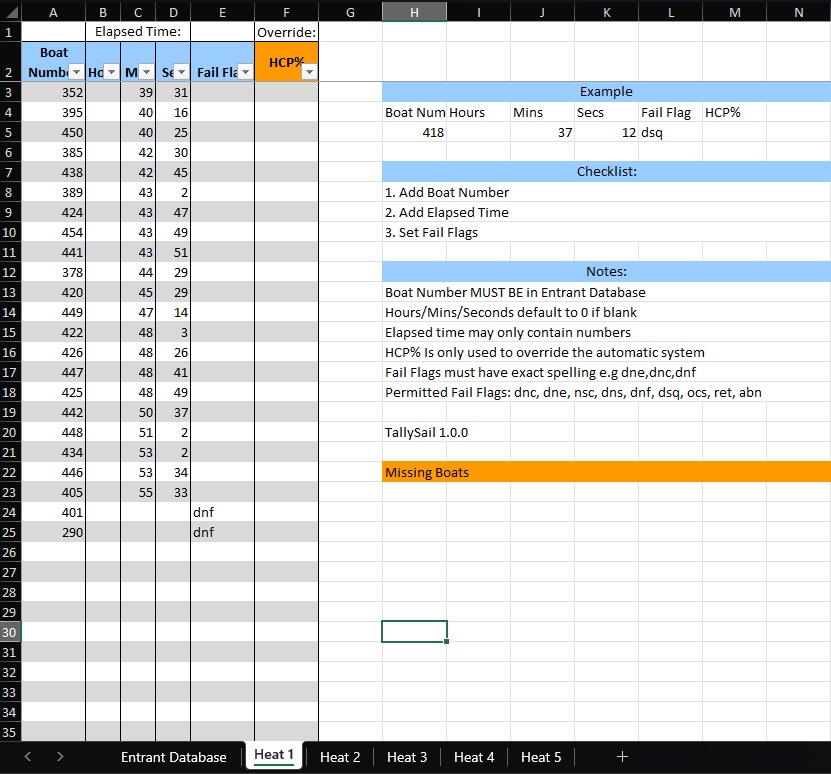 A B C D E F G H I J K L M N
1 Elapsed Time: Override:
Boat
2 Numb Ho M Se Fail Fla HCP%
3 352 39 31 Example
4 395 40 16 Boat Num Hours Mins Secs Fail Flag HCP%
5 450 40 25 418 37 12 dsq
6 385 42 30
7 438 42 45 Checklist:
8 389 43 2 1. Add Boat Number
9 424 43 47 2. Add Elapsed Time
10 454 43 49 3. Set Fail Flags
11 441 43 51
12 378 44 29 Notes:
13 420 45 29 Boat Number MUST BE in Entrant Database
14 449 47 14 Hours/Mins/Seconds default to 0 if blank
15 422 48 3 Elapsed time may only contain numbers
16 426 48 26 HCP% Is only used to override the automatic system
17 447 48 41 Fail Flags must have exact spelling e.g dne,dnc,dnf
18 425 48 49 Permitted Fail Flags: dnc, dne, nsc, dns, dnf, dsq, ocs, ret, abn
19 442 50 37
20 448 51 2 TallySail 1.0.0
21 434 53 2
22 446 53 34 Missing Boats
23 405 55 33
24 401 dnf
25 290 dnf
26
27
28
29
30
31
32
33
34
35
Entrant Database Heat 1 Heat 2 Heat 3 Heat 4 Heat 5 +